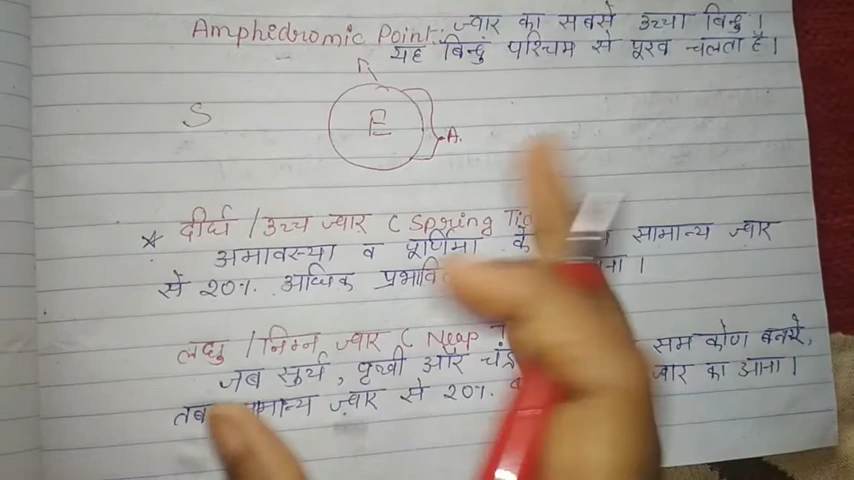 Amphedromic Point: ज्वार का सबसे उच्चा बिन्दु।
यह बिन्दु पश्चिम से पूरब चलता है।
S
E
A.
* दीर्घ / उच्च ज्वार ( Spring
अमावस्या व पूर्णिमा के सामान्य ज्वार
से 20%. अधिक
लघु / निम्न ज्वार ( Neap
जब सुर्य, पृथ्वी और सम कोण बनाये,
तब सामान्य ज्वार से 20%. ज्वार का आना।